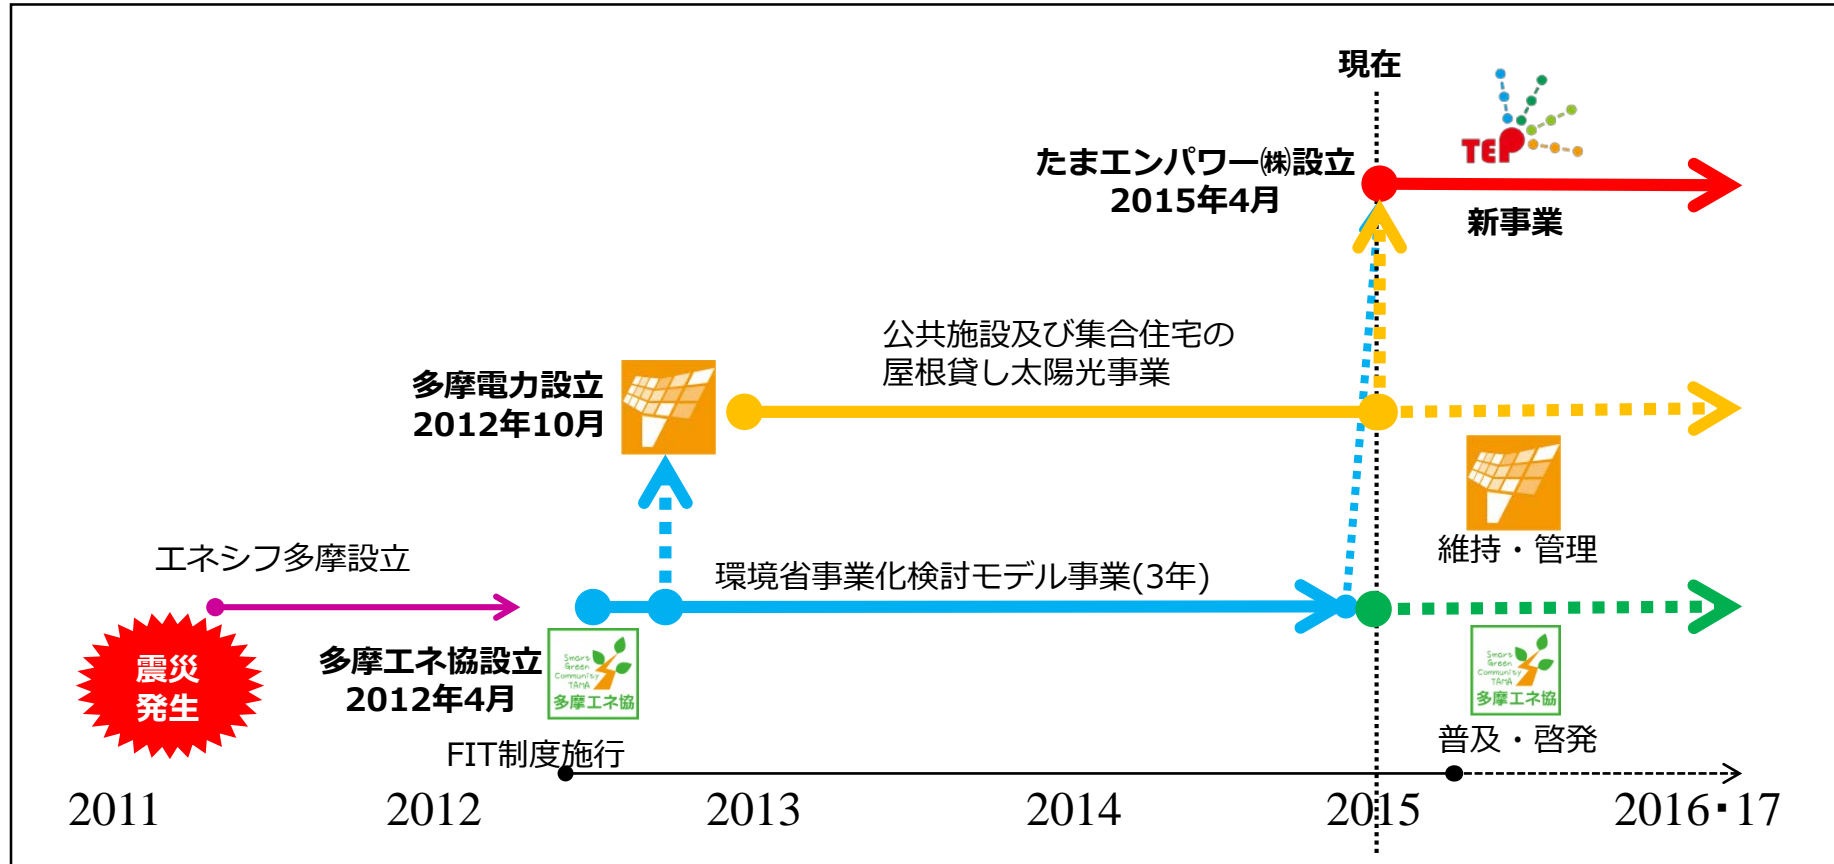 現在
TEP
たまエンパワー㈱設立
2015年4月
新事業
公共施設及び集合住宅の
屋根貸し太陽光事業
多摩電力設立
2012年10月
維持・管理
エネシフ多摩設立
環境省事業化検討モデル事業(3年)
震災
発生
多摩エネ協設立
2012年4月
Smart
Green
Community
TAMA
多摩エネ協
Smart
Green
Community
TAMA
多摩エネ協
普及・啓発
FIT制度施行
2011
2012
2013
2014
2015
2016・17